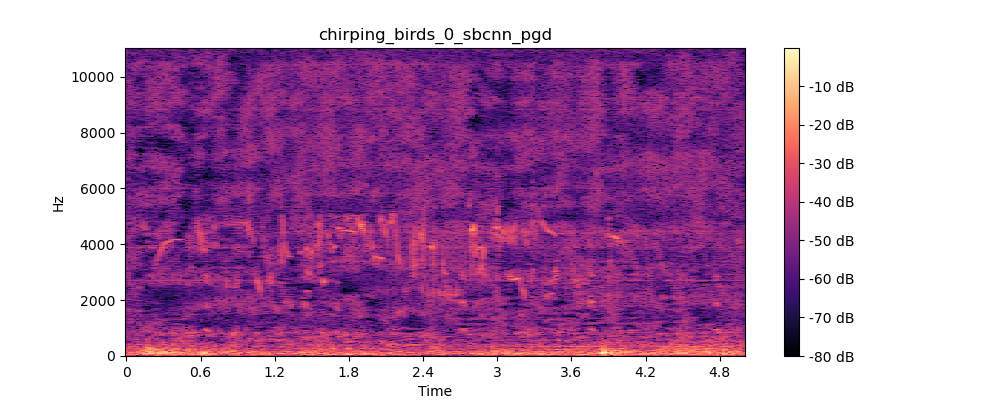 chirping_birds_0_sbcnn_pgd
10000
8000
6000
4000
2000
0
Hz
0 0.6 1.2 1.8 2.4 3 3.6 4.2 4.8
Time
-10 dB
-20 dB
-30 dB
-40 dB
-50 dB
-60 dB
-70 dB
-80 dB